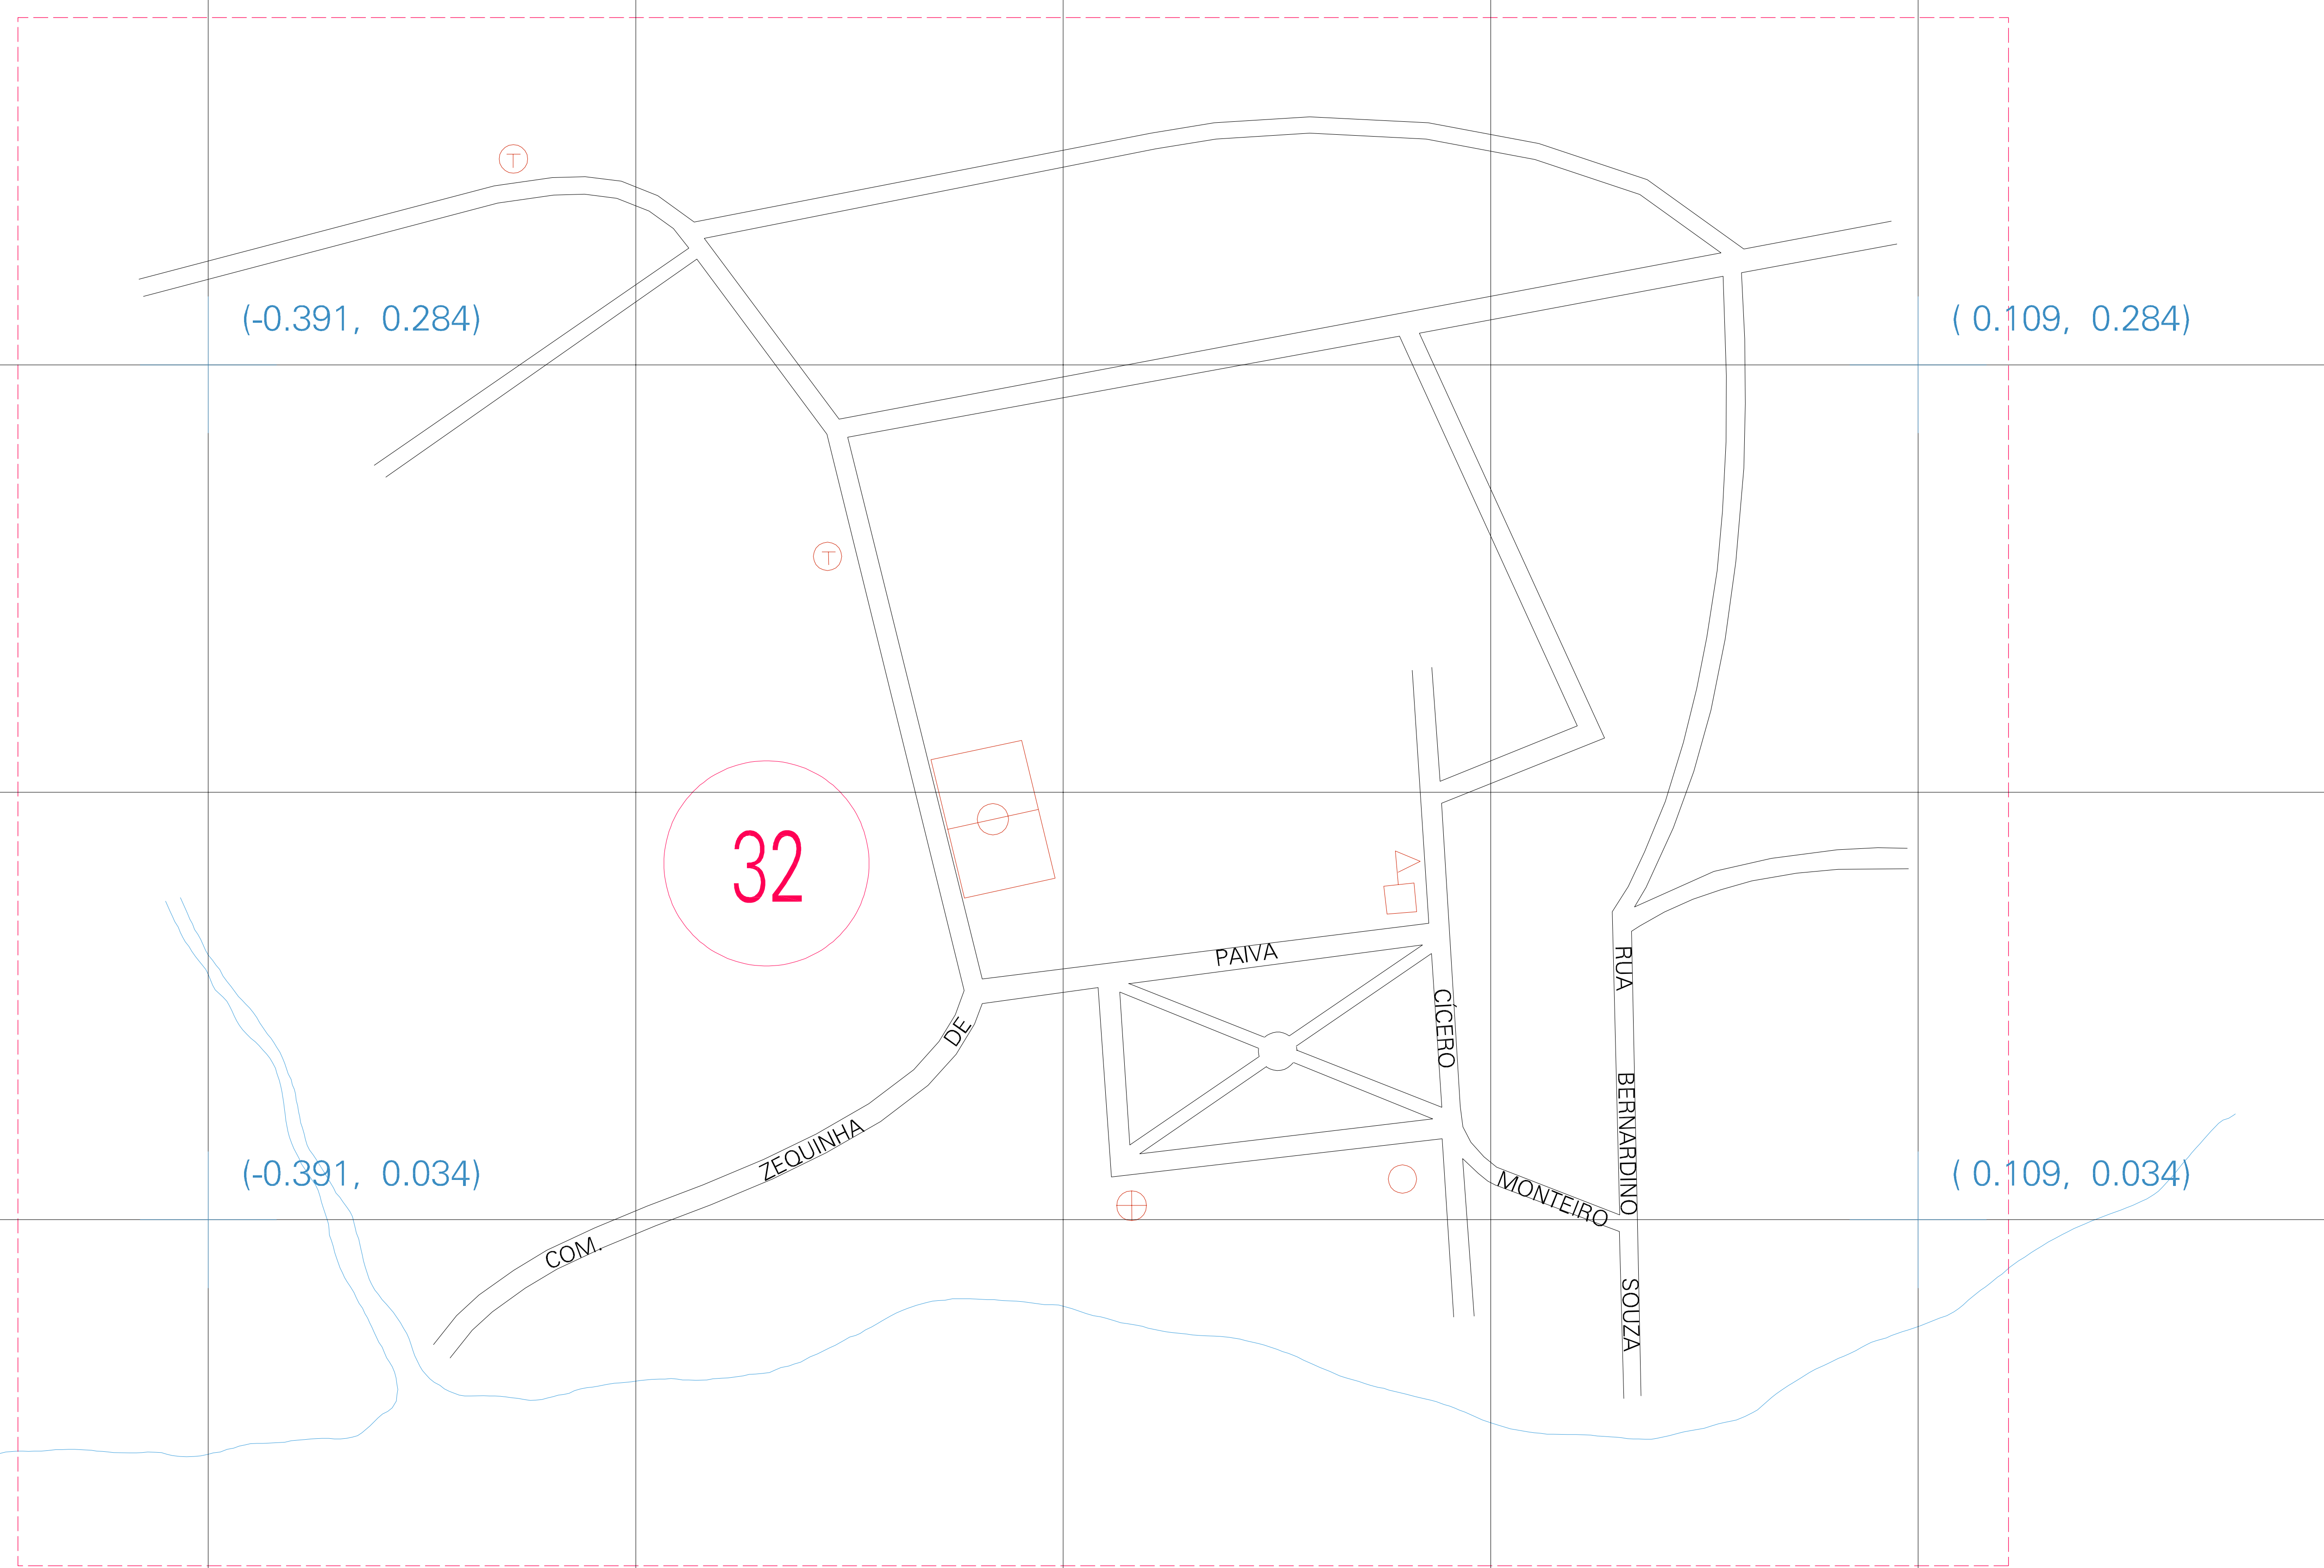 T
(-0.391, 0.284)
( 0.109, 0.284)
T
32
PAIVA
RUA
CÍCERO
DE
BERNARDINO
ZEQUINHA
(-0.391, 0.034)
( 0.109, 0.034)
MONTEIRO
COM.
SOUZA